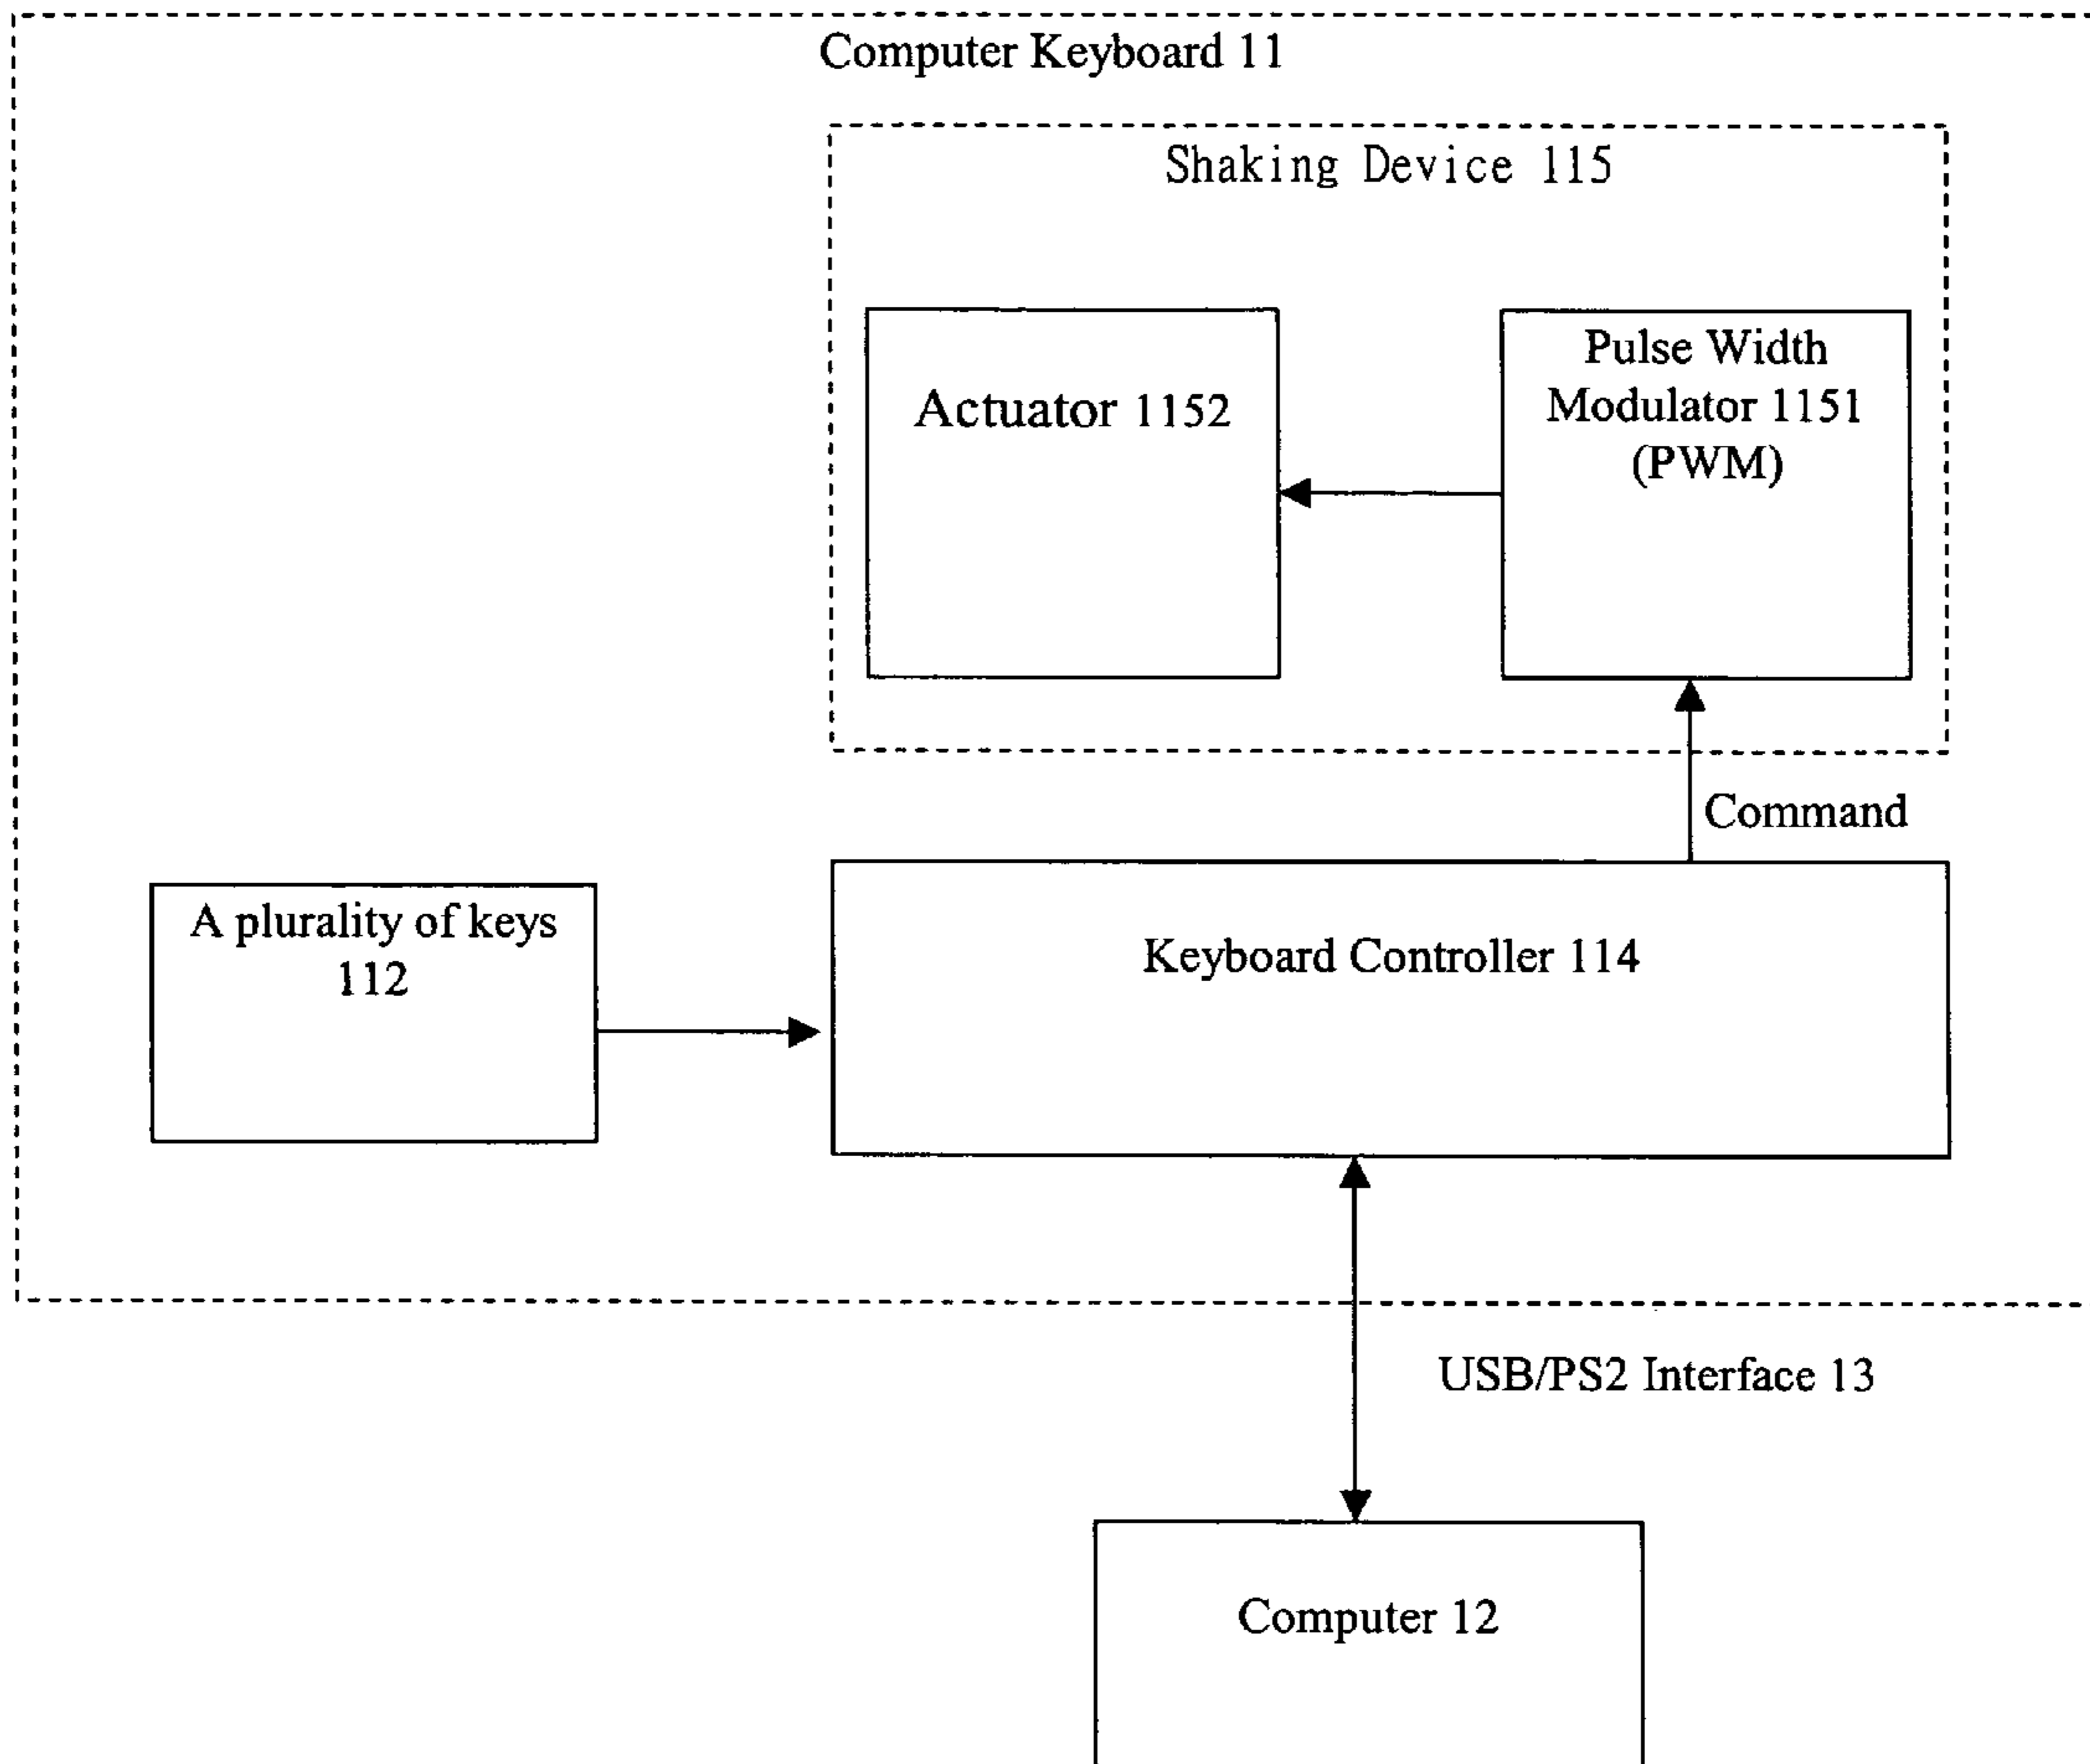 Computer Keyboard 11
Shaking Device 115
Actuator 1152
Pulse Width
Modulator 1151
(PWM)
Command
A plurality of keys
112
Keyboard Controller 114
USB/PS2 Interface 13
Computer 12